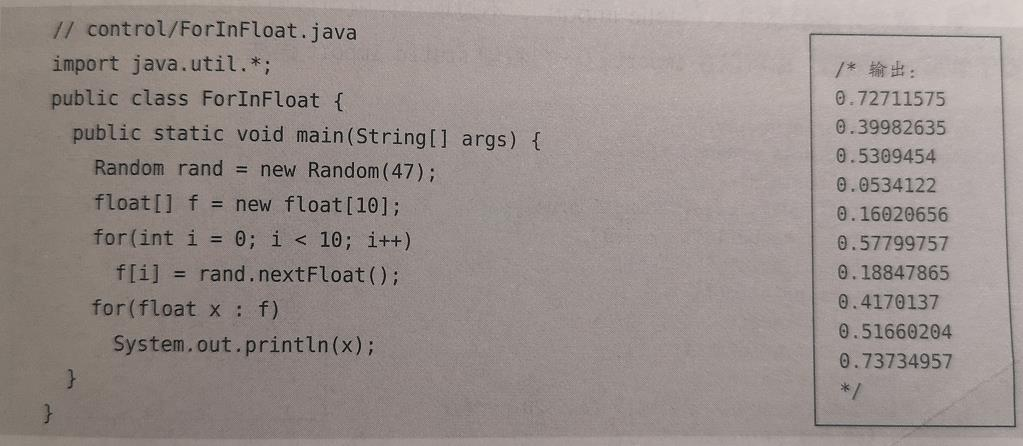 // control/ForInFloat.java
import java.util.*;
public class ForInFloat {
  public static void main(String[] args) {
    Random rand = new Random(47);
    float[] f = new float[10];
    for(int i = 0; i < 10; i++)
      f[i] = rand.nextFloat();
    for(float x : f)
      System.out.println(x);
  }
}
/* 输出:
0.72711575
0.39982635
0.5309454
0.0534122
0.16020656
0.57799757
0.18847865
0.4170137
0.51660204
0.73734957
*/